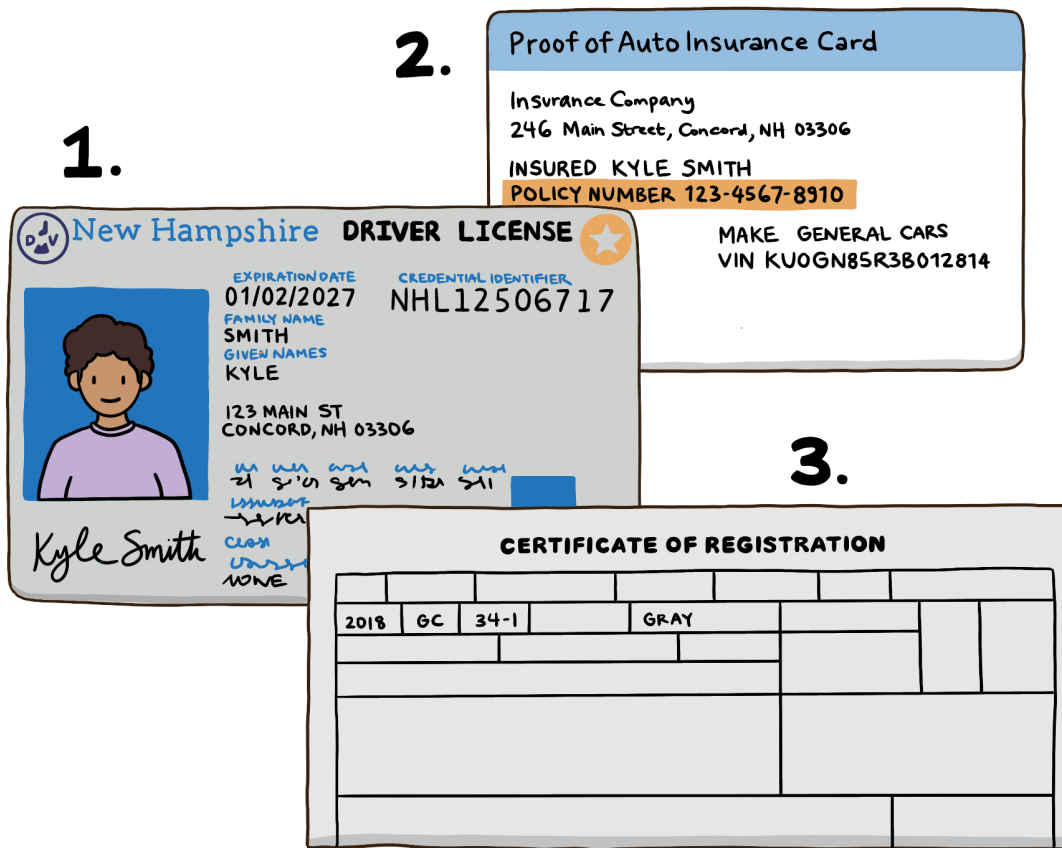 1.
New Hampshire DRIVER LICENSE
DMV
EXPIRATION DATE CREDENTIAL IDENTIFIER
01/02/2027 NHL12506717
FAMILY NAME
SMITH
GIVEN NAMES
KYLE
123 MAIN ST
CONCORD, NH 03306
NONE
Kyle Smith
2.
Proof of Auto Insurance Card
Insurance Company
246 Main Street, Concord, NH 03306
INSURED KYLE SMITH
POLICY NUMBER 123-4567-8910
MAKE GENERAL CARS
VIN KU0GN85R3B012814
3.
CERTIFICATE OF REGISTRATION
2018 GC 34-1 GRAY